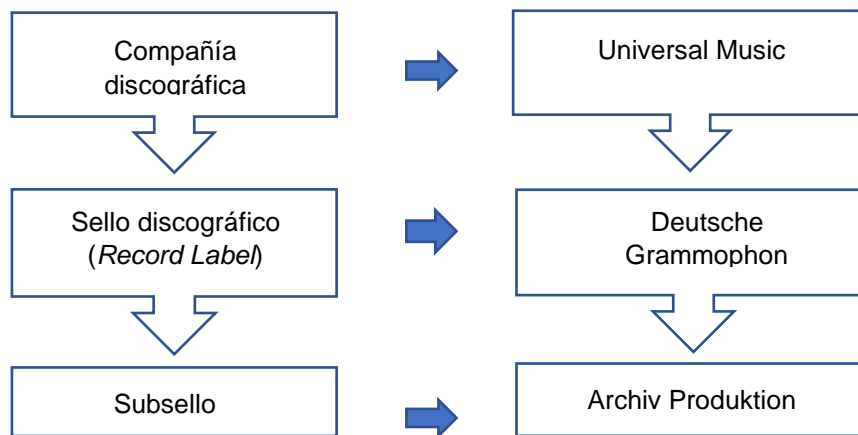 Compañía
discográfica
Universal Music
Sello discográfico
(Record Label)
Deutsche
Grammophon
Subsello
Archiv Produktion